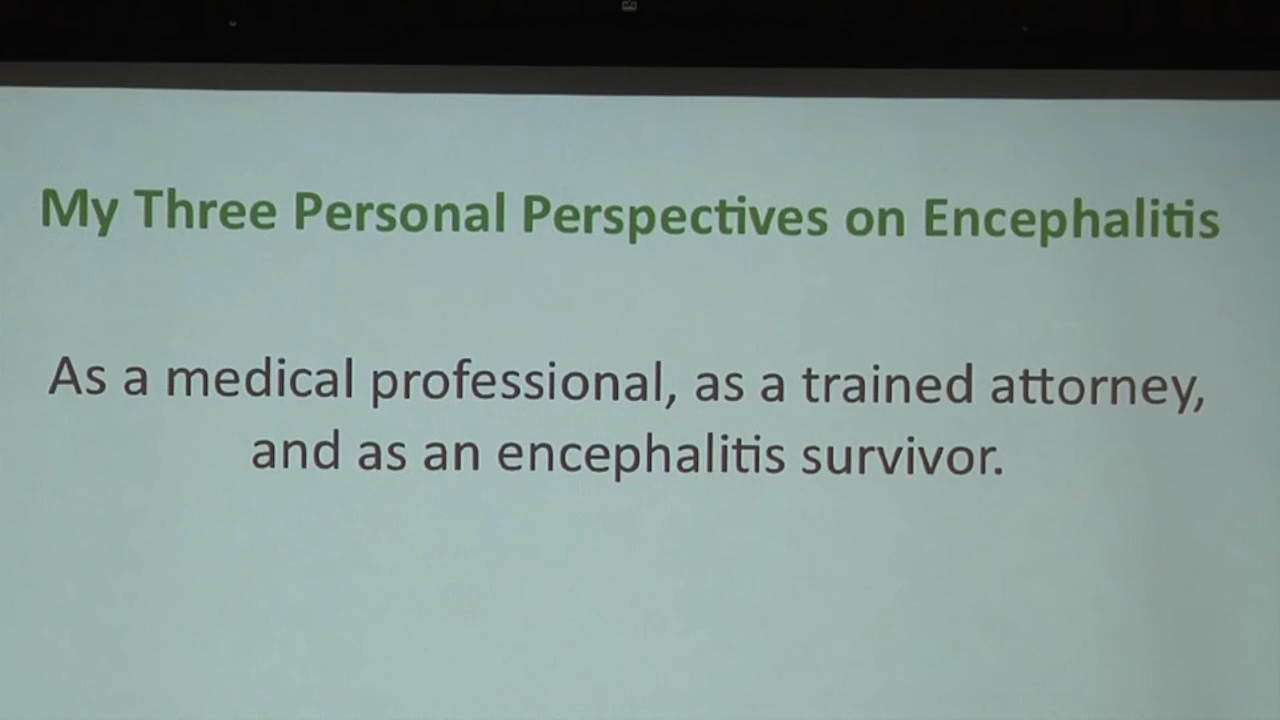 My Three Personal Perspectives on Encephalitis
As a medical professional, as a trained attorney,
and as an encephalitis survivor.